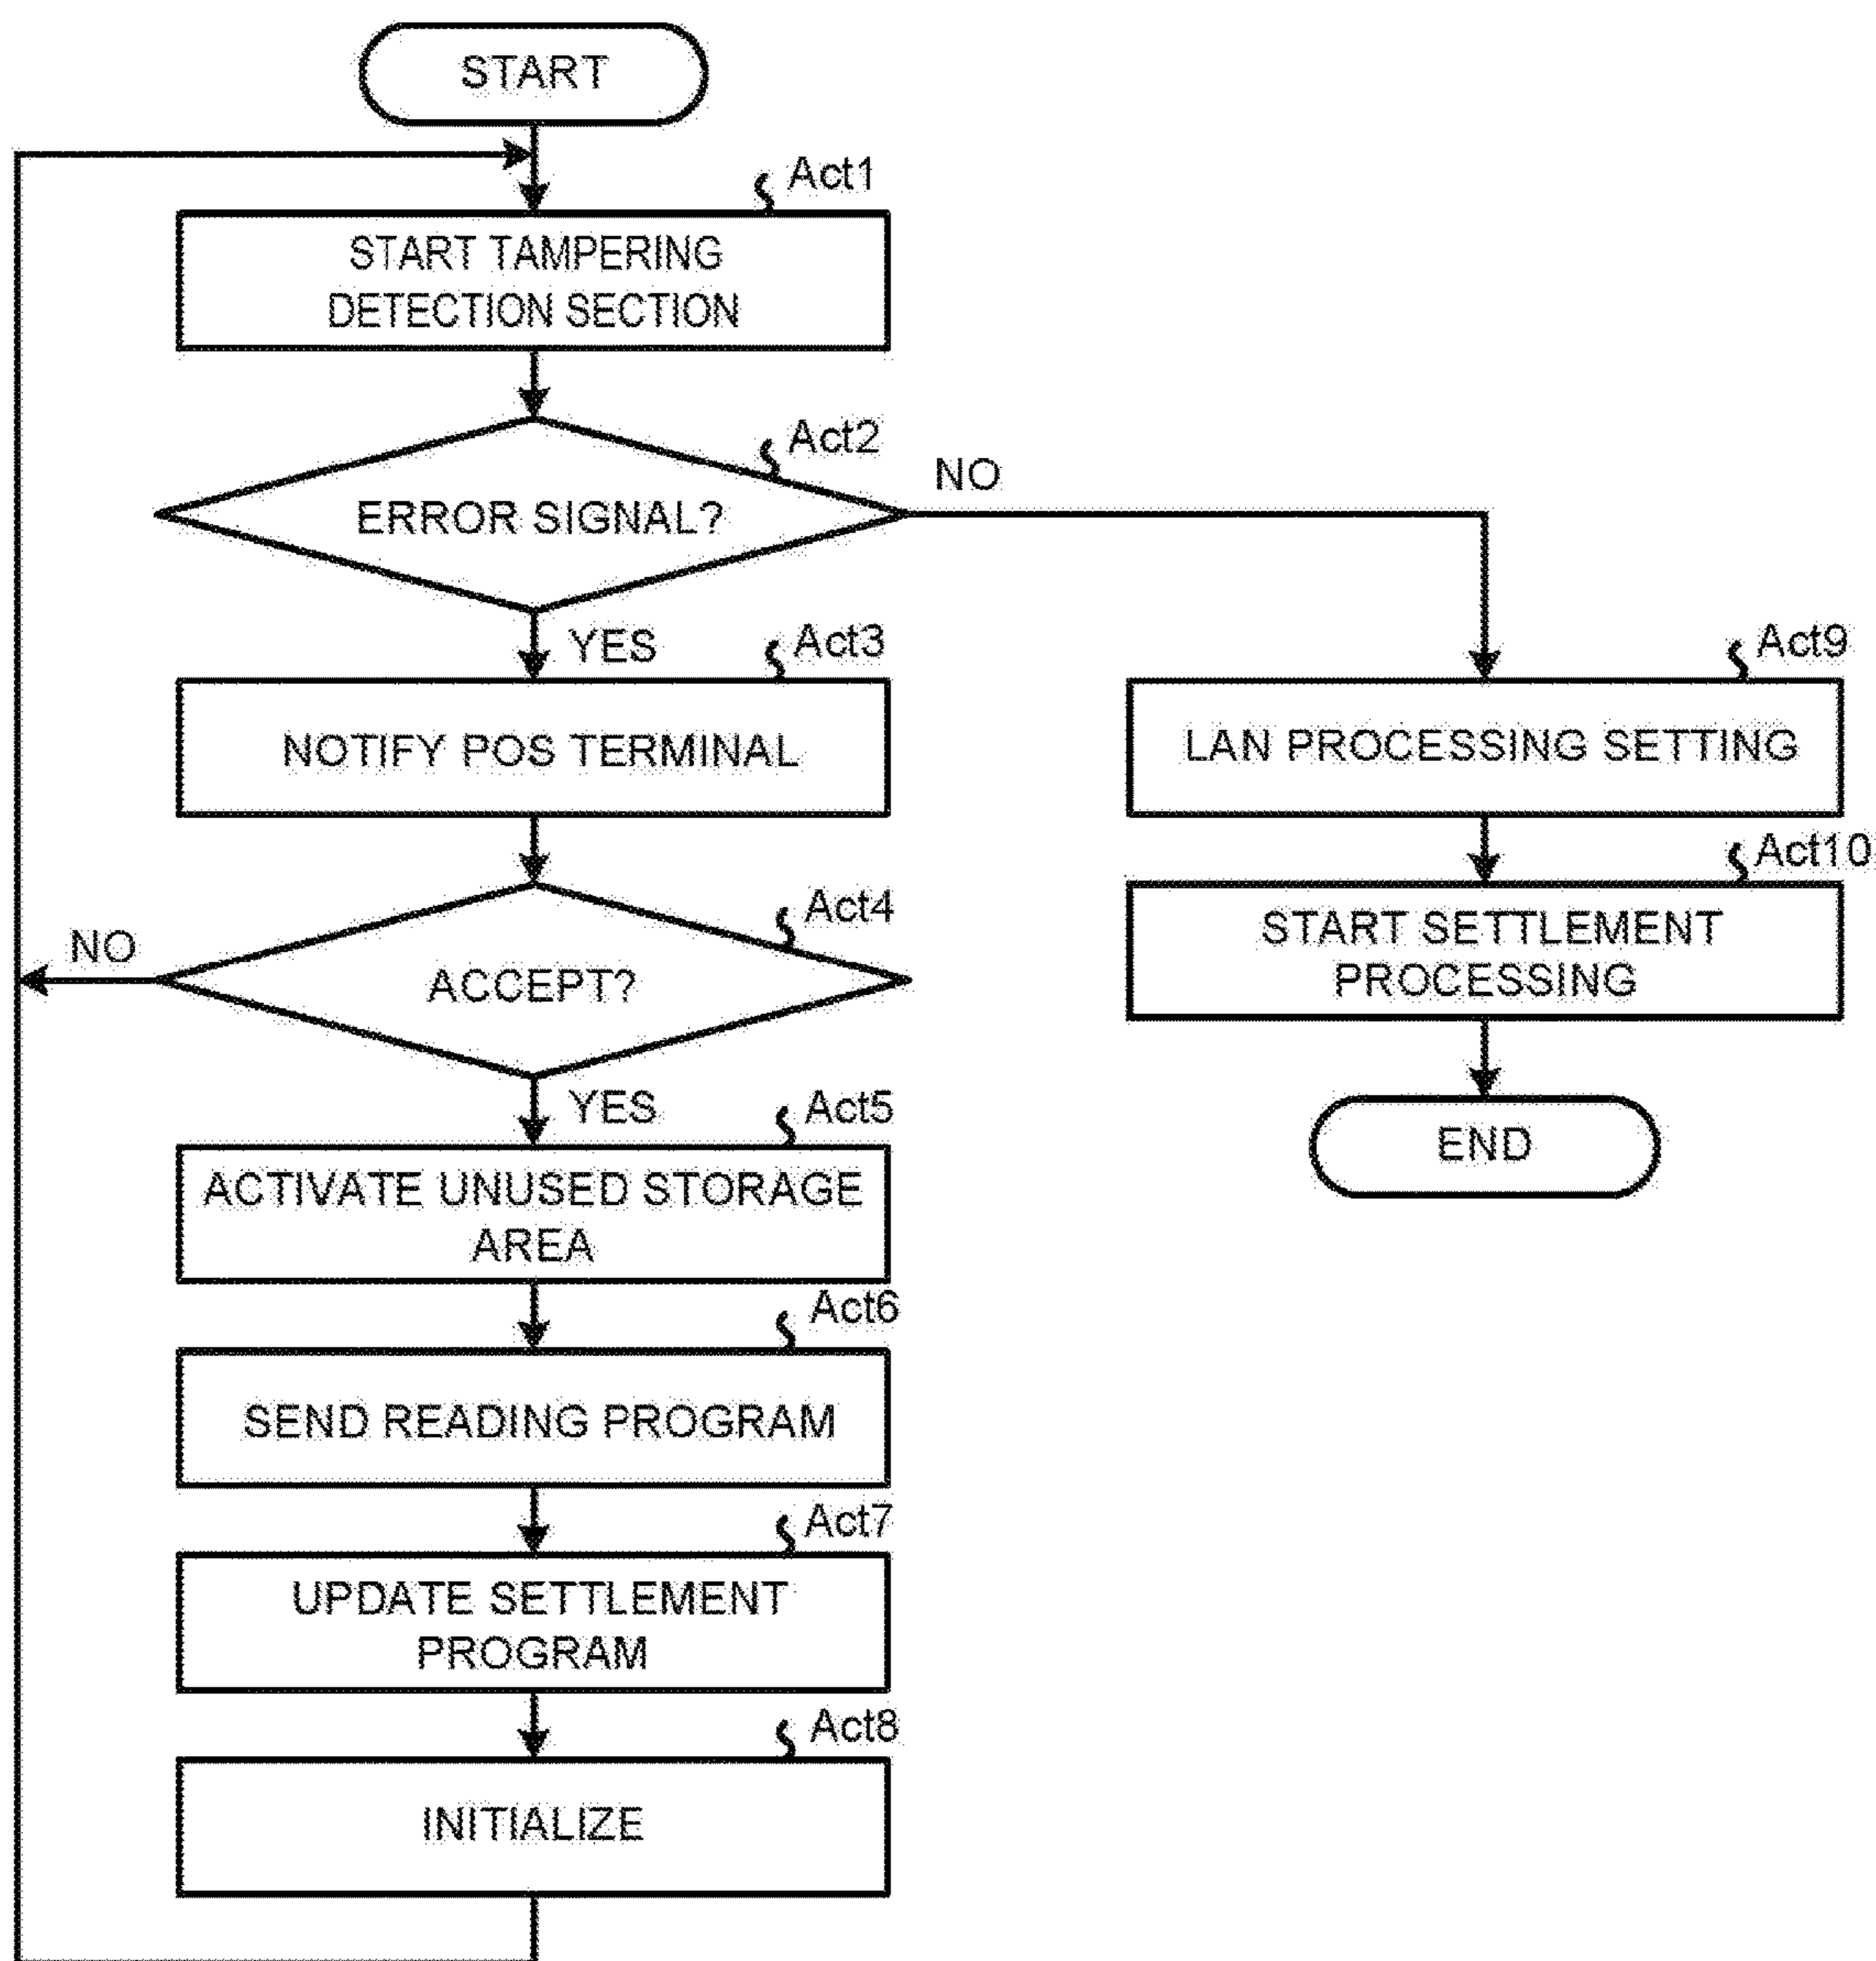 START
Act1
START TAMPERING
DETECTION SECTION
Act2
ERROR SIGNAL?
NO
YES
Act3
NOTIFY POS TERMINAL
Act4
ACCEPT?
NO
YES
Act5
ACTIVATE UNUSED STORAGE
AREA
Act6
SEND READING PROGRAM
Act7
UPDATE SETTLEMENT
PROGRAM
Act8
INITIALIZE
Act9
LAN PROCESSING SETTING
Act10
START SETTLEMENT
PROCESSING
END